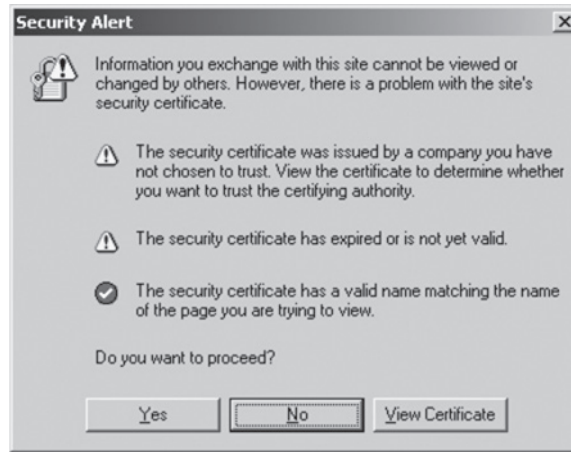 Security Alert
Information you exchange with this site cannot be viewed or
changed by others. However, there is a problem with the site's
security certificate.
The security certificate was issued by a company you have
not chosen to trust. View the certificate to determine whether
you want to trust the certifying authority.
The security certificate has expired or is not yet valid.
The security certificate has a valid name matching the name
of the page you are trying to view.
Do you want to proceed?
Yes No View Certificate